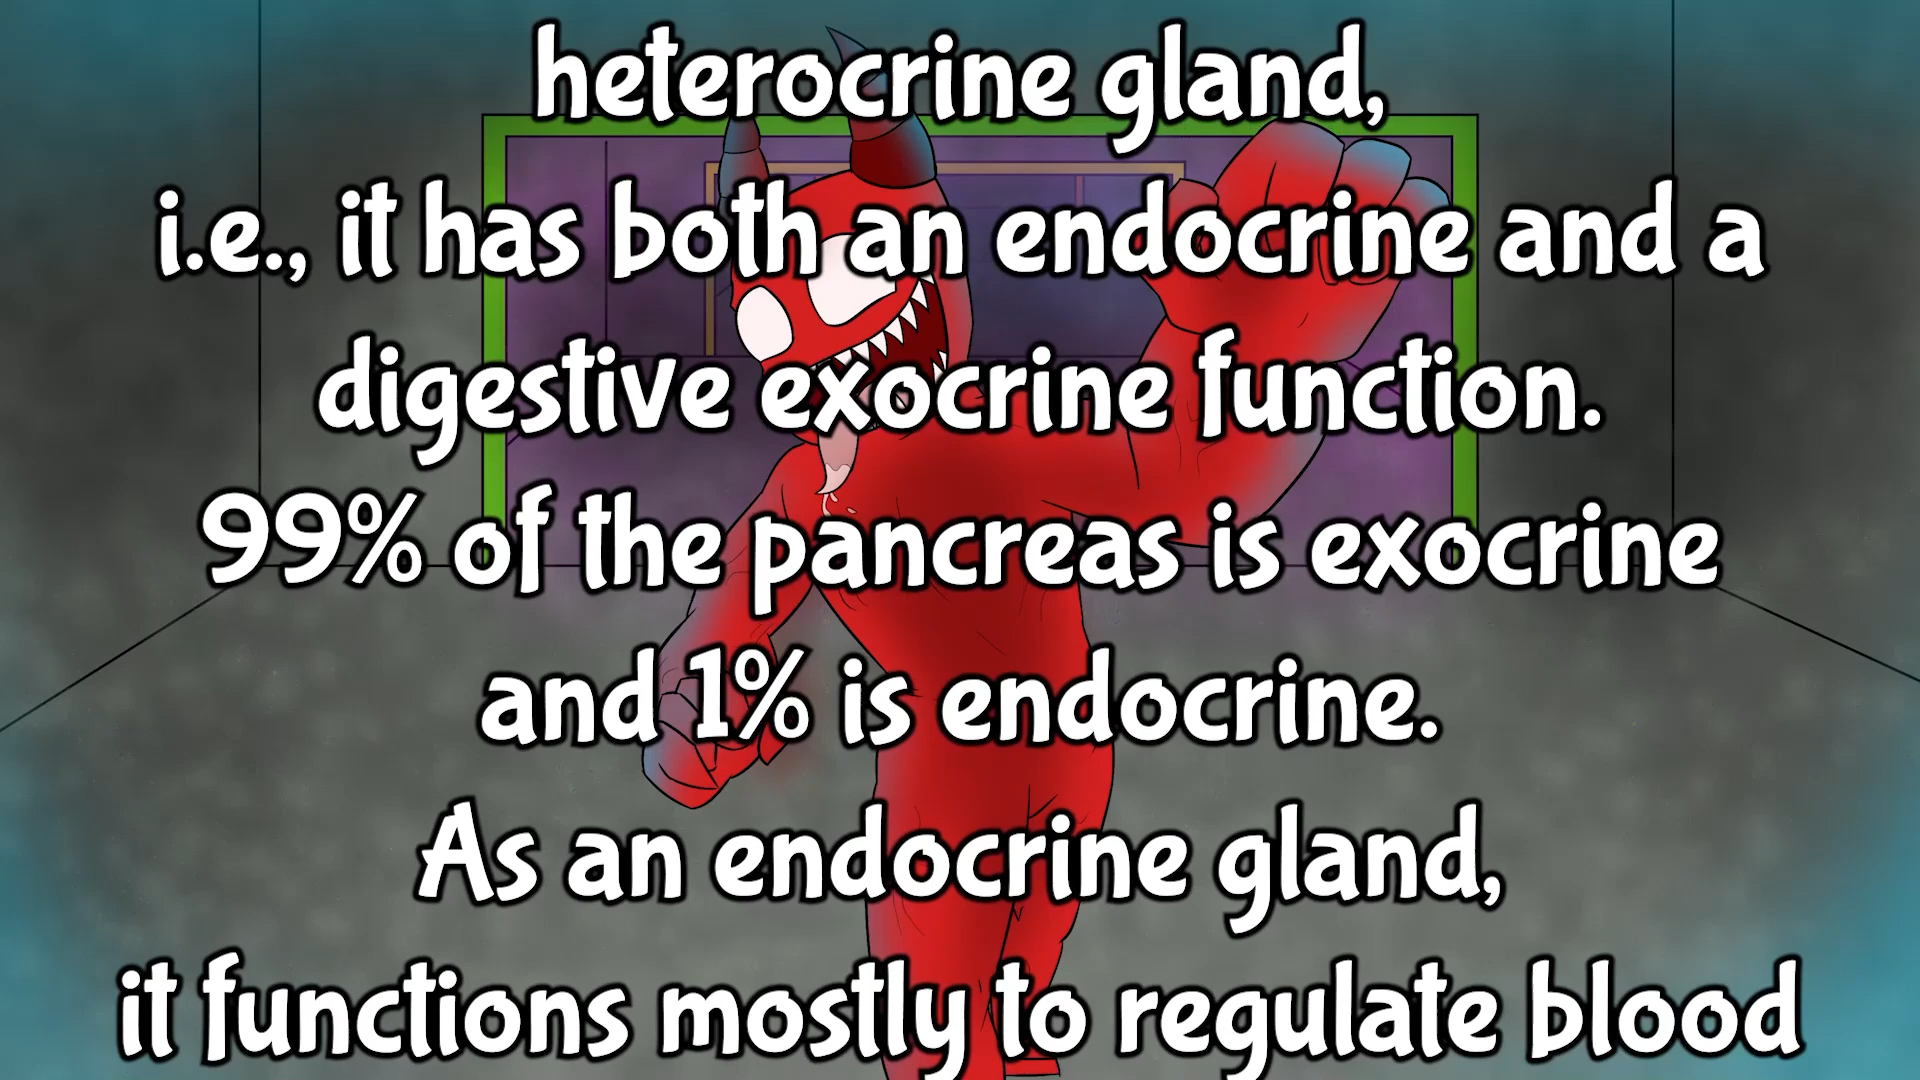 heterocrine gland,
i.e., it has both an endocrine and a
digestive exocrine function.
99% of the pancreas is exocrine
and 1% is endocrine.
As an endocrine gland,
it functions mostly to regulate blood